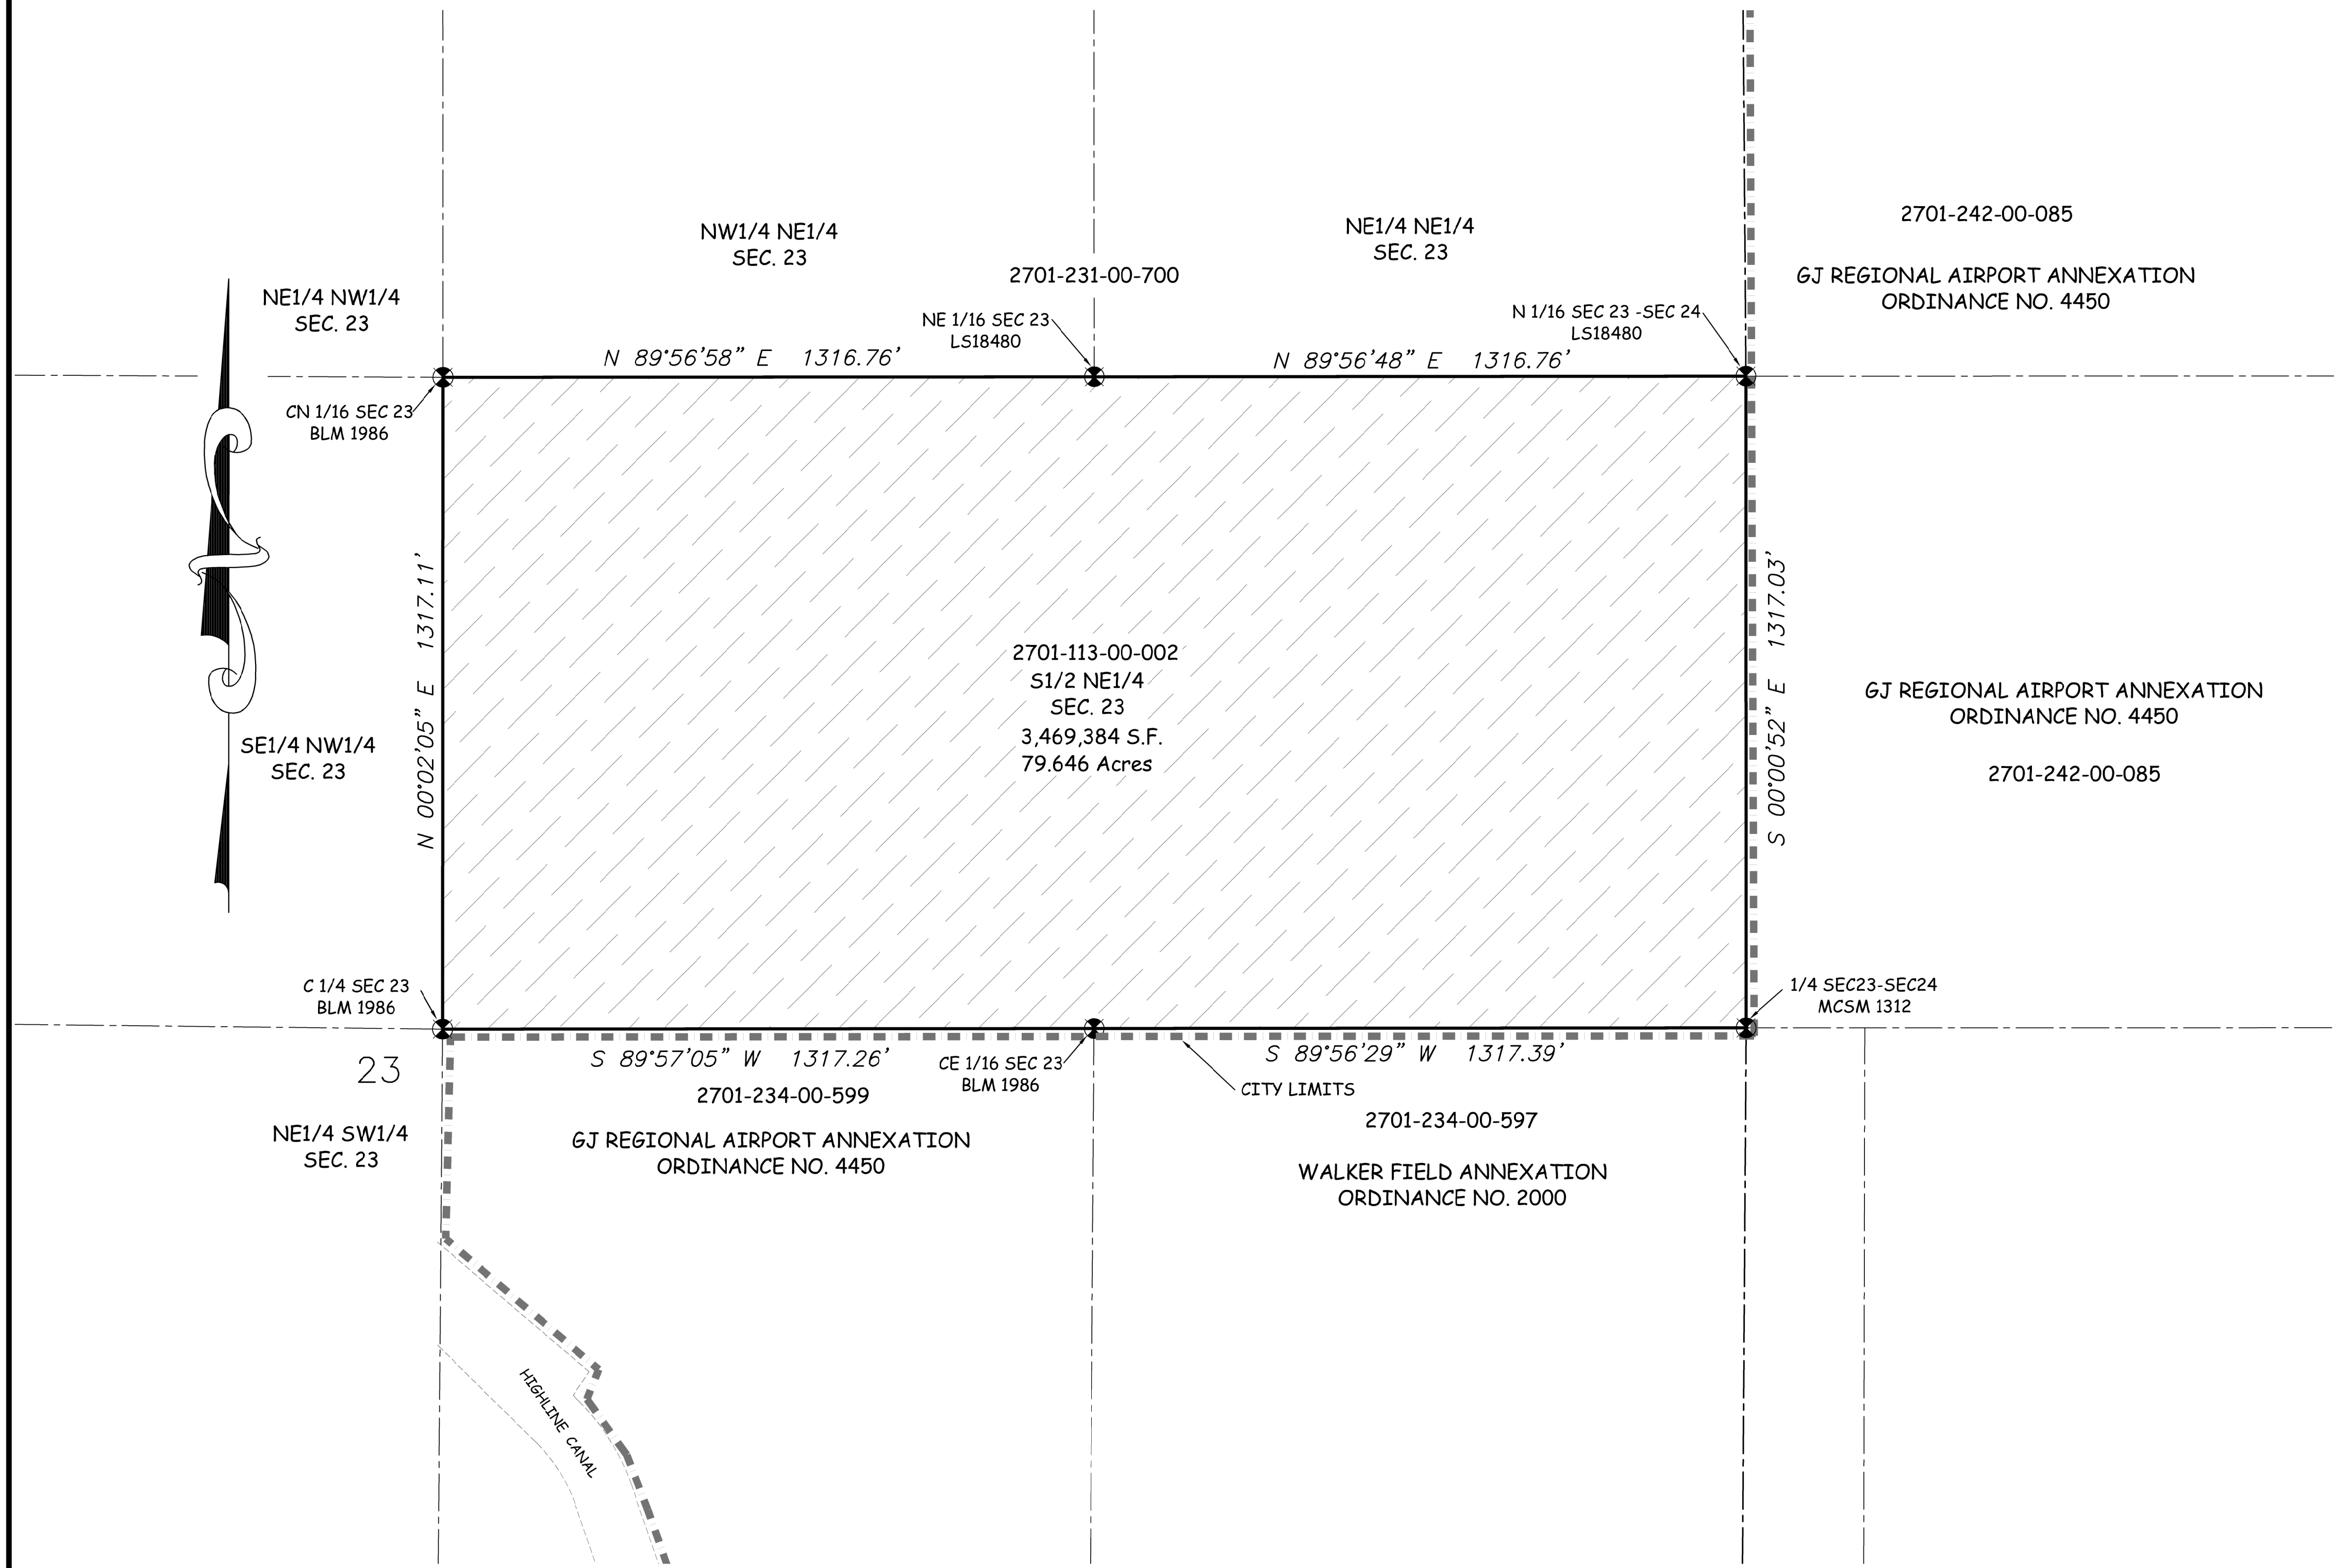 2701-242-00-085
NE1/4 NE1/4
SEC. 23
NW1/4 NE1/4
SEC. 23
2701-231-00-700
GJ REGIONAL AIRPORT ANNEXATION
ORDINANCE NO. 4450
NE1/4 NW1/4
SEC. 23
NE 1/16 SEC 23
LS18480
N 1/16 SEC 23 -SEC 24
LS18480
N 89°56'58" E 1316.76'
N 89°56'48" E 1316.76'
CN 1/16 SEC 23
BLM 1986
N 00°02'05" E 1317.11'
S 00°00'52" E 1317.03'
2701-113-00-002
S1/2 NE1/4
SEC. 23
3,469,384 S.F.
79.646 Acres
GJ REGIONAL AIRPORT ANNEXATION
ORDINANCE NO. 4450
2701-242-00-085
SE1/4 NW1/4
SEC. 23
C 1/4 SEC 23
BLM 1986
1/4 SEC23-SEC24
MCSM 1312
23
S 89°57'05" W 1317.26'
CE 1/16 SEC 23
BLM 1986
S 89°56'29" W 1317.39'
CITY LIMITS
2701-234-00-599
GJ REGIONAL AIRPORT ANNEXATION
ORDINANCE NO. 4450
2701-234-00-597
WALKER FIELD ANNEXATION
ORDINANCE NO. 2000
NE1/4 SW1/4
SEC. 23
HIGHLINE CANAL